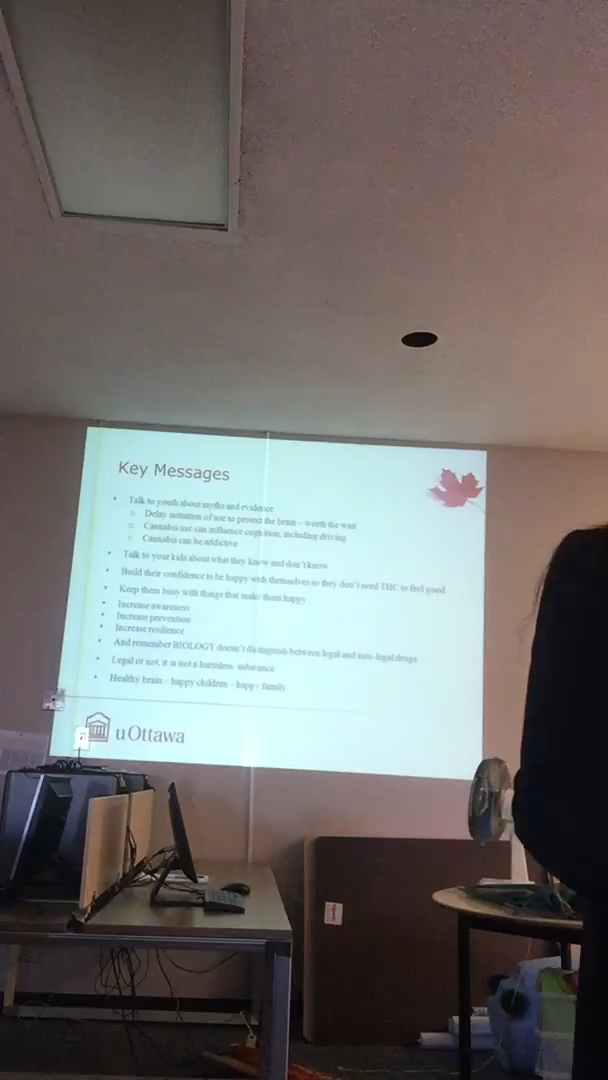 Key Messages
• Talk to youth about myths and evidence
○ Delay initiation of use to protect the brain – worth the wait
○ Cannabis use can influence cognition, including driving
○ Cannabis can be addictive
• Talk to your kids about what they know and don't know
• Build their confidence to be happy with themselves so they don't need THC to feel good
• Keep them busy with things that make them happy
• Increase awareness
• Increase prevention
• Increase resilience
• And remember BIOLOGY doesn't distinguish between legal and non-legal drugs
• Legal or not, it is not a harmless substance
• Healthy brain – happy children – happy family
uOttawa